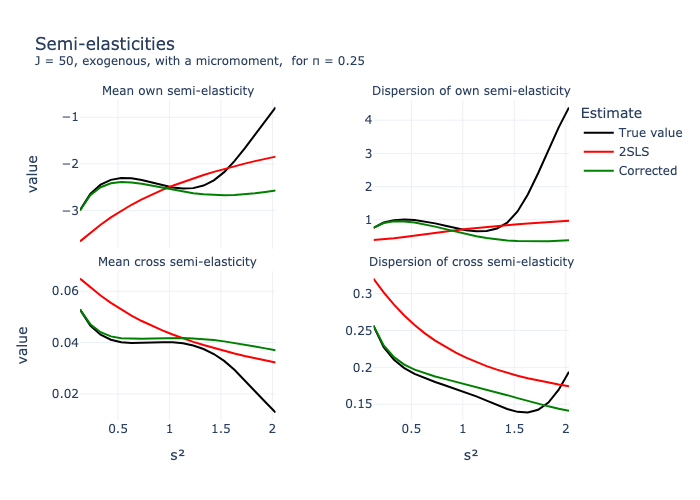 Semi-elasticities
J = 50, exogenous, with a micromoment,  for π = 0.25
Mean own semi-elasticity
Dispersion of own semi-elasticity
−1
−2
−3
value
4
3
2
1
Estimate
True value
2SLS
Corrected
Mean cross semi-elasticity
Dispersion of cross semi-elasticity
0.06
0.04
0.02
value
0.3
0.25
0.2
0.15
0.5
1
1.5
2
0.5
1
1.5
2
s²
s²